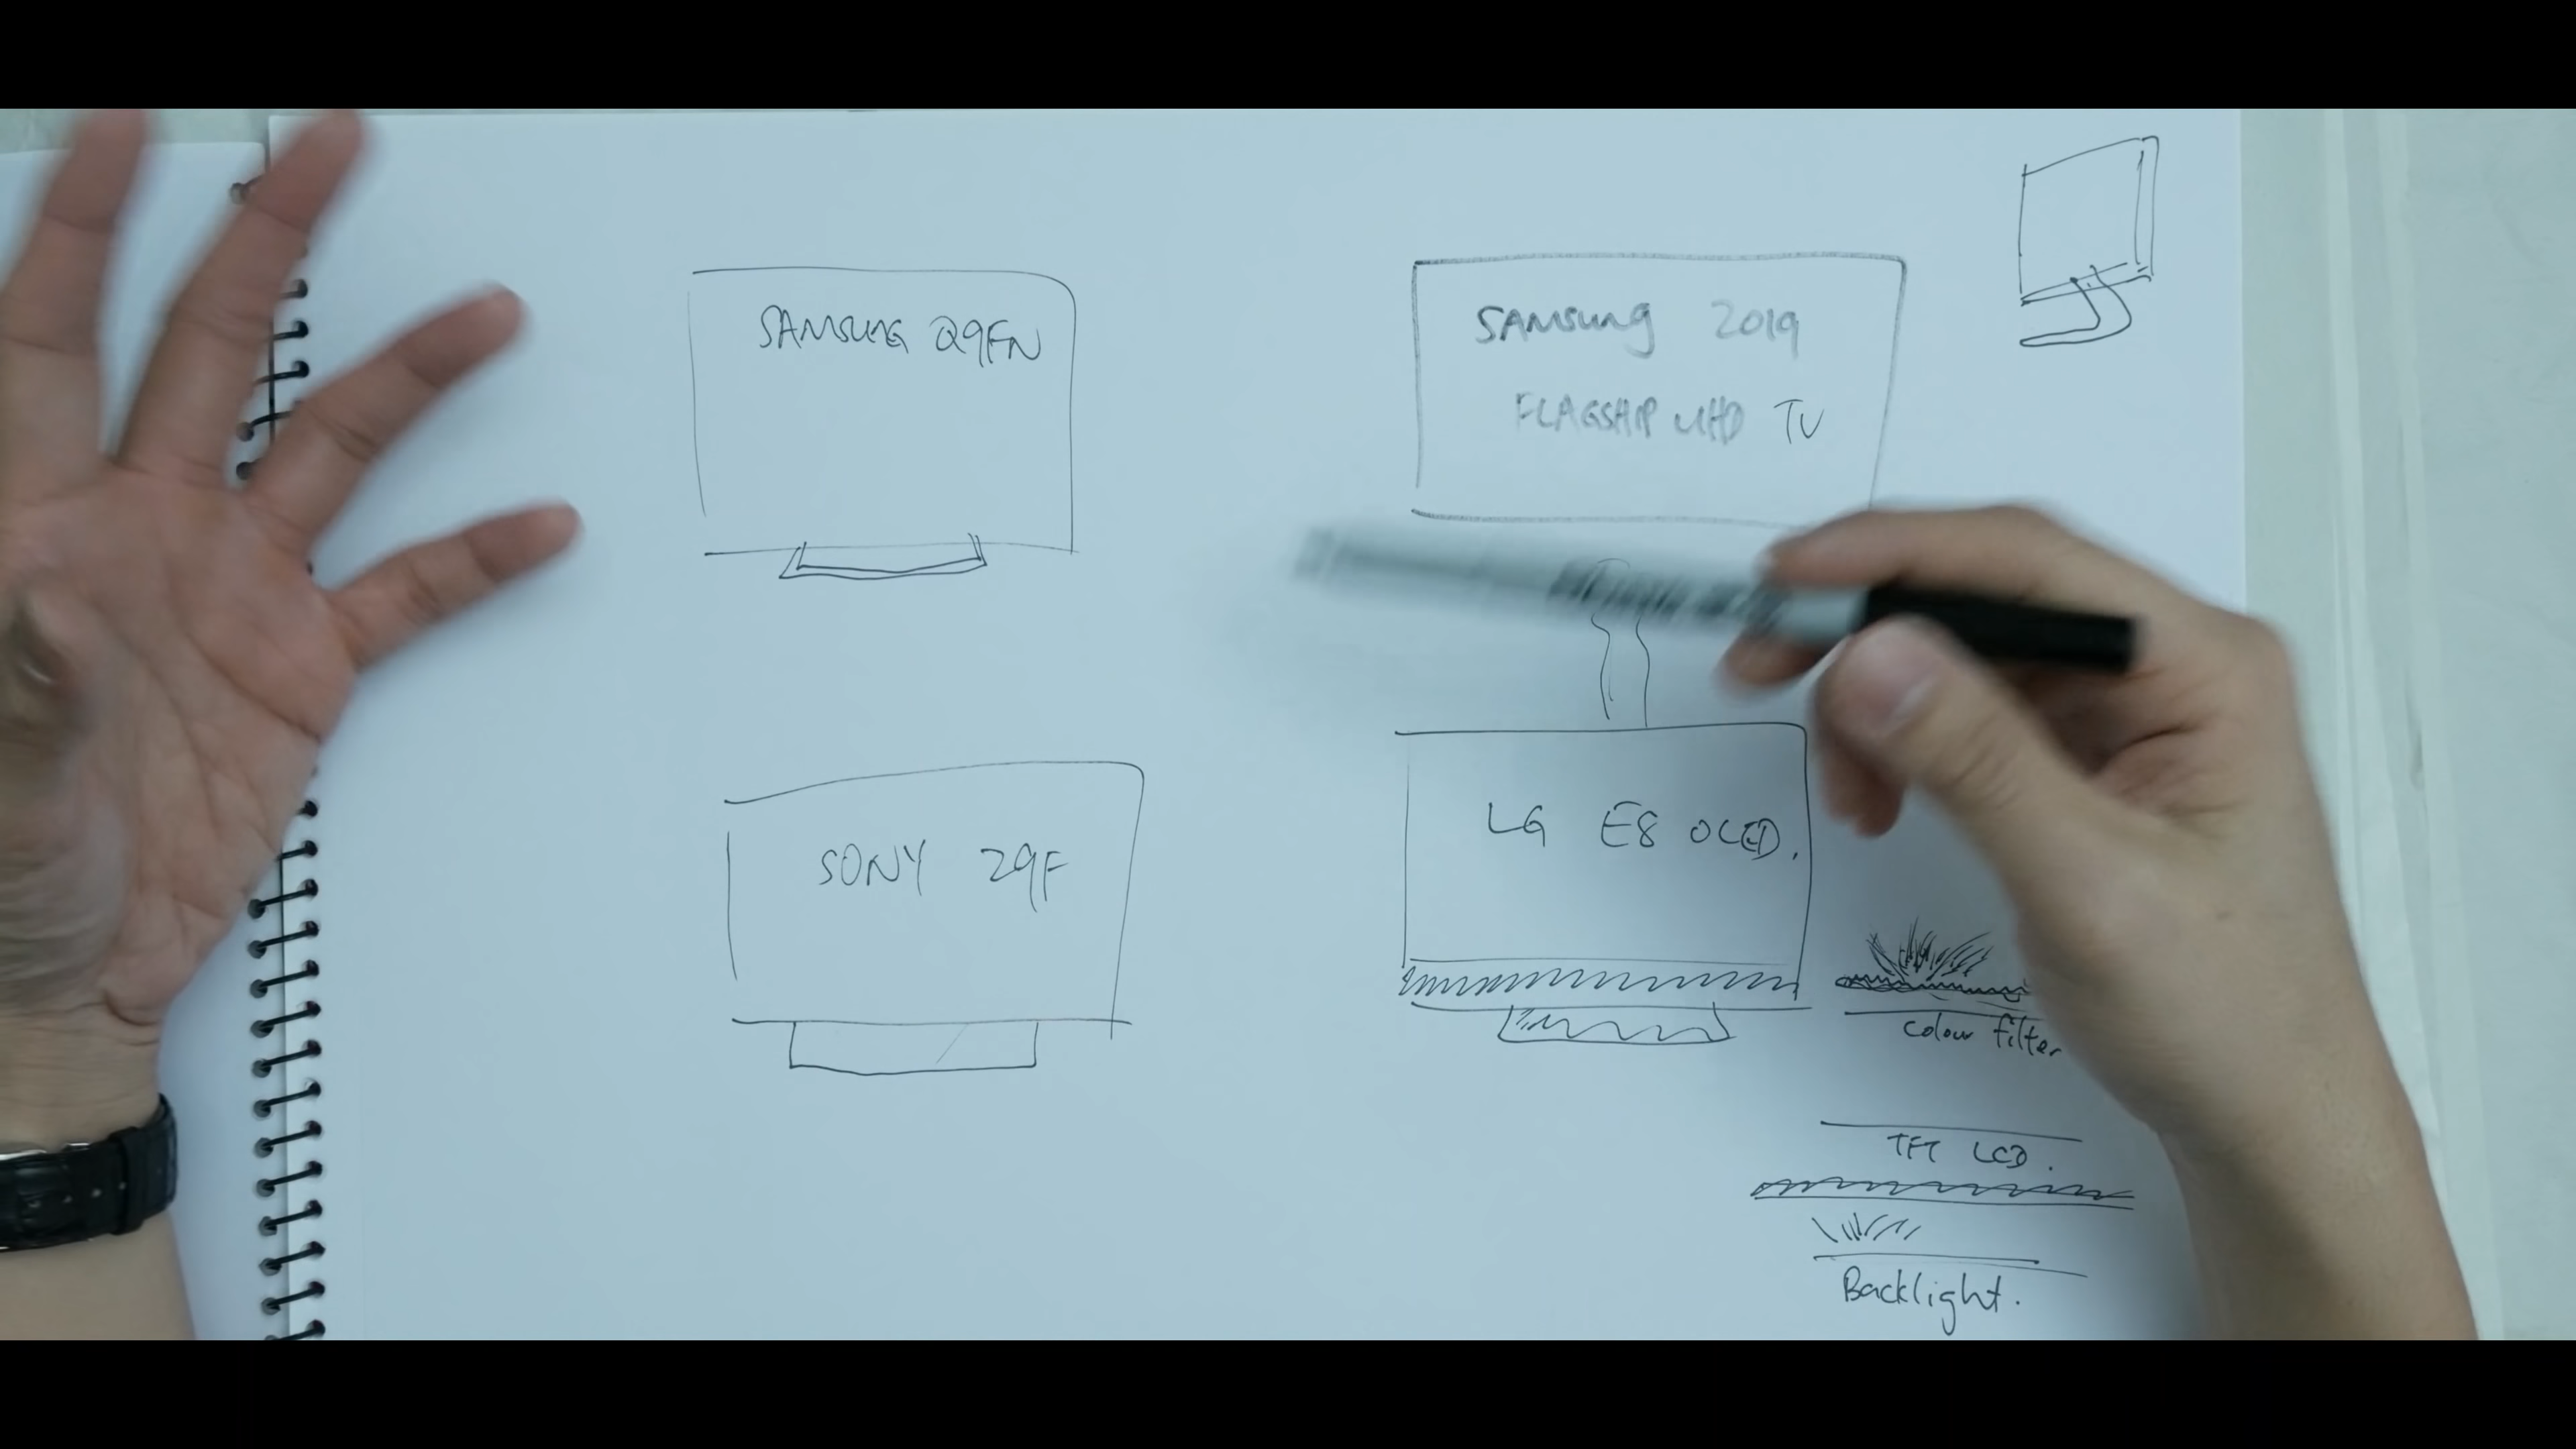 SAMSUNG Q9FN
SAMSUNG 2019
FLAGSHIP UHD TV
SONY Z9F
LG E8 OLED.
colour filter
TFT LCD.
Backlight.